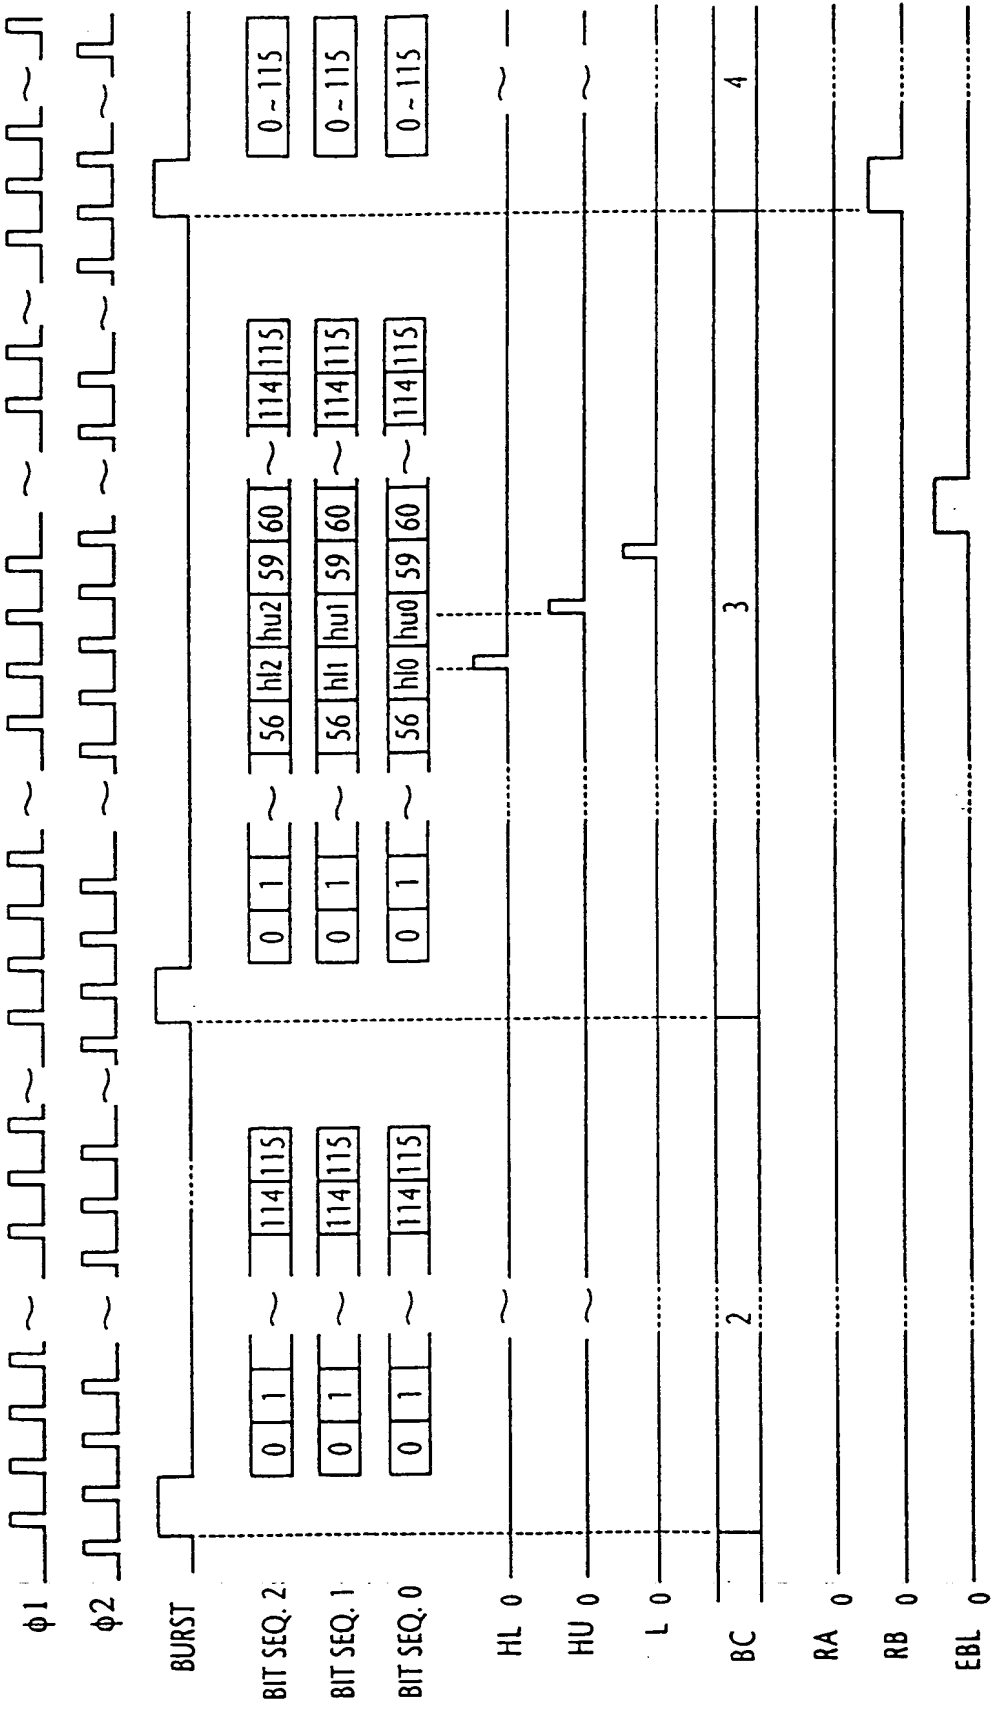 φ1
φ2
BURST
BIT SEQ. 2 0 1 ~ 114 115 0 1 ~ 56 hl2 hu2 59 60 ~ 114 115 0 ~ 115
BIT SEQ. 1 0 1 ~ 114 115 0 1 ~ 56 hl1 hu1 59 60 ~ 114 115 0 ~ 115
BIT SEQ. 0 0 1 ~ 114 115 0 1 ~ 56 hl0 hu0 59 60 ~ 114 115 0 ~ 115
HL 0
HU 0
L 0
BC 2 3 4
RA 0
RB 0
EBL 0